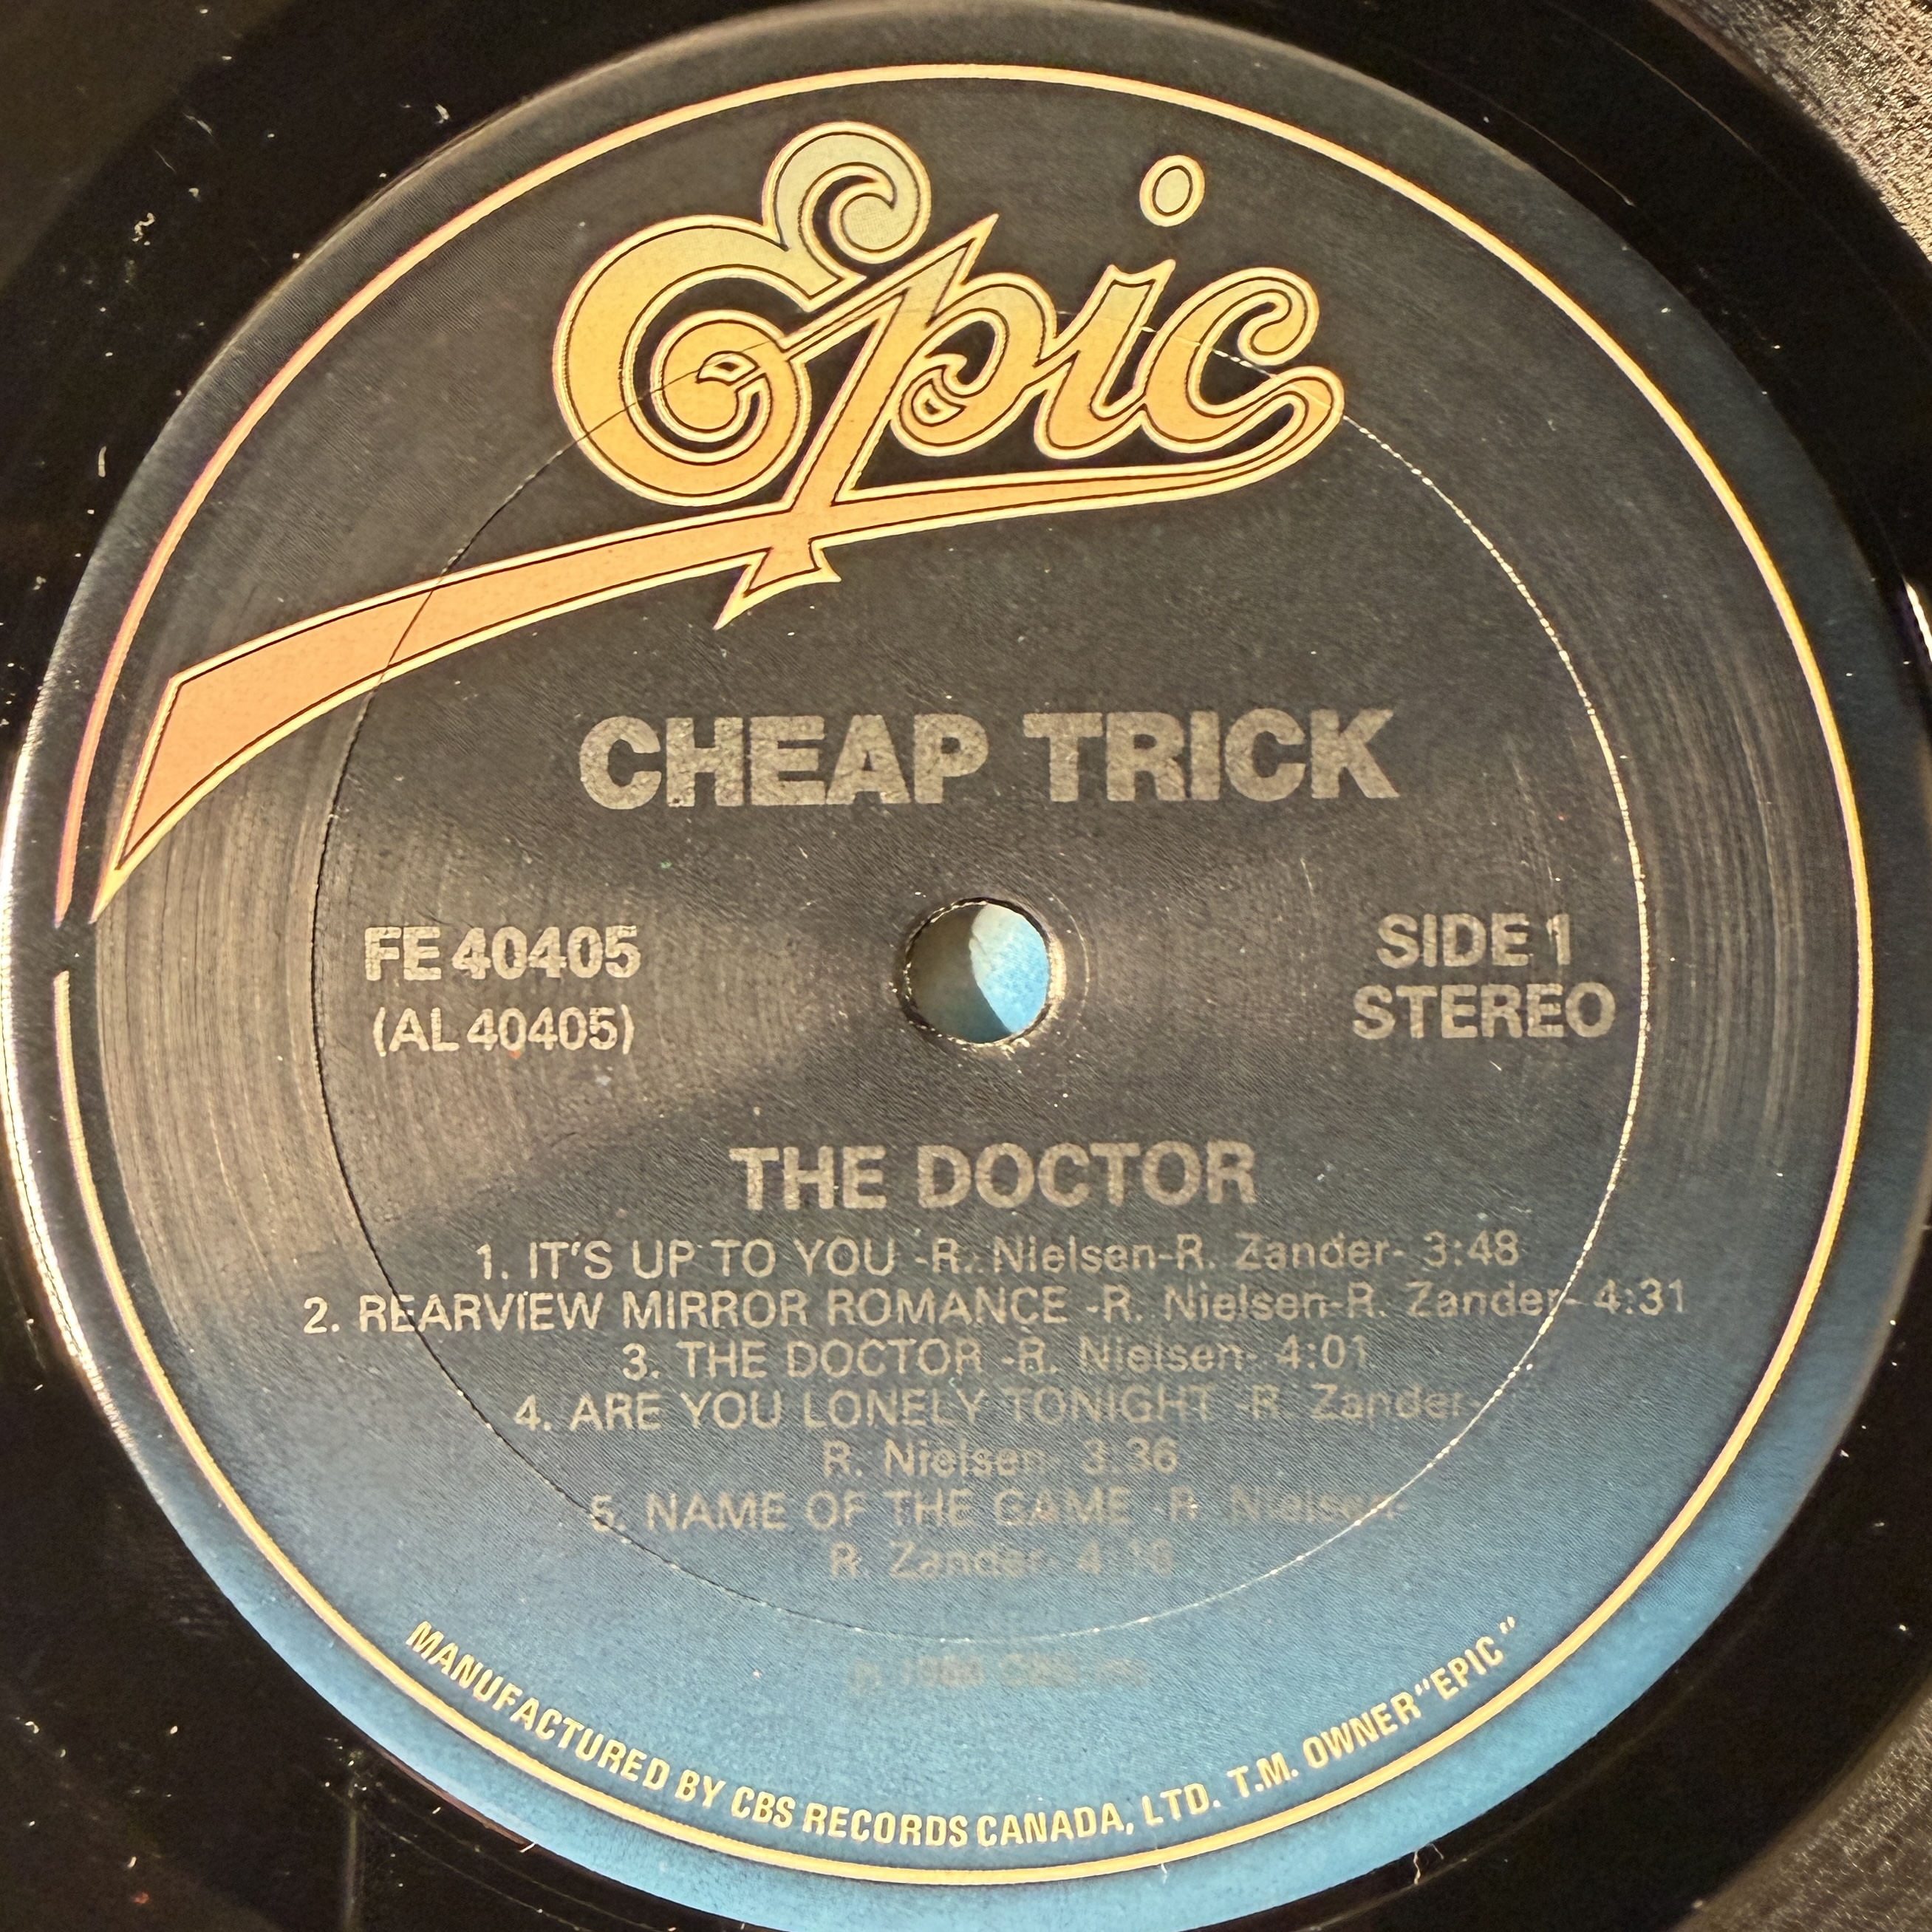 Epic
CHEAP TRICK
FE 40405
(AL 40405)
SIDE 1
STEREO
THE DOCTOR
1. IT'S UP TO YOU -R. Nielsen-R. Zander- 3:48
2. REARVIEW MIRROR ROMANCE -R. Nielsen-R. Zander- 4:31
3. THE DOCTOR -R. Nielsen- 4:01
4. ARE YOU LONELY TONIGHT -R. Zander-
R. Nielsen- 3:36
5. NAME OF THE GAME -R. Nielsen-
R. Zander-
MANUFACTURED BY CBS RECORDS CANADA, LTD. T.M. OWNER "EPIC"